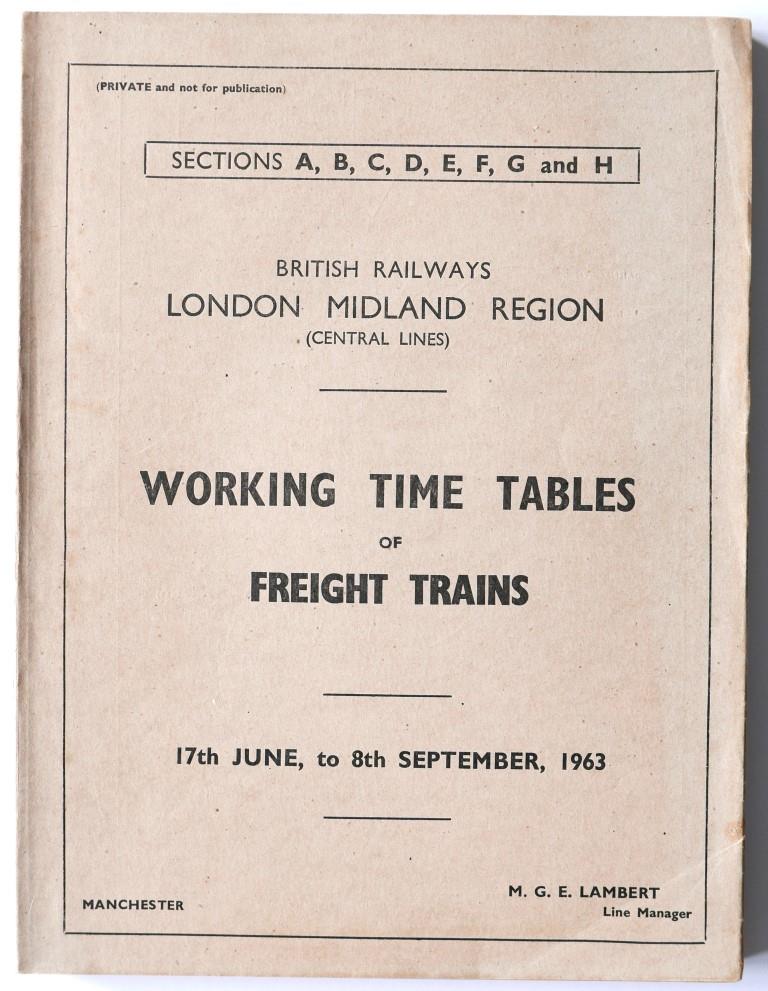 (PRIVATE and not for publication)
SECTIONS A, B, C, D, E, F, G and H
BRITISH RAILWAYS
LONDON MIDLAND REGION
(CENTRAL LINES)
WORKING TIME TABLES
OF
FREIGHT TRAINS
17th JUNE, to 8th SEPTEMBER, 1963
M. G. E. LAMBERT
MANCHESTER
Line Manager